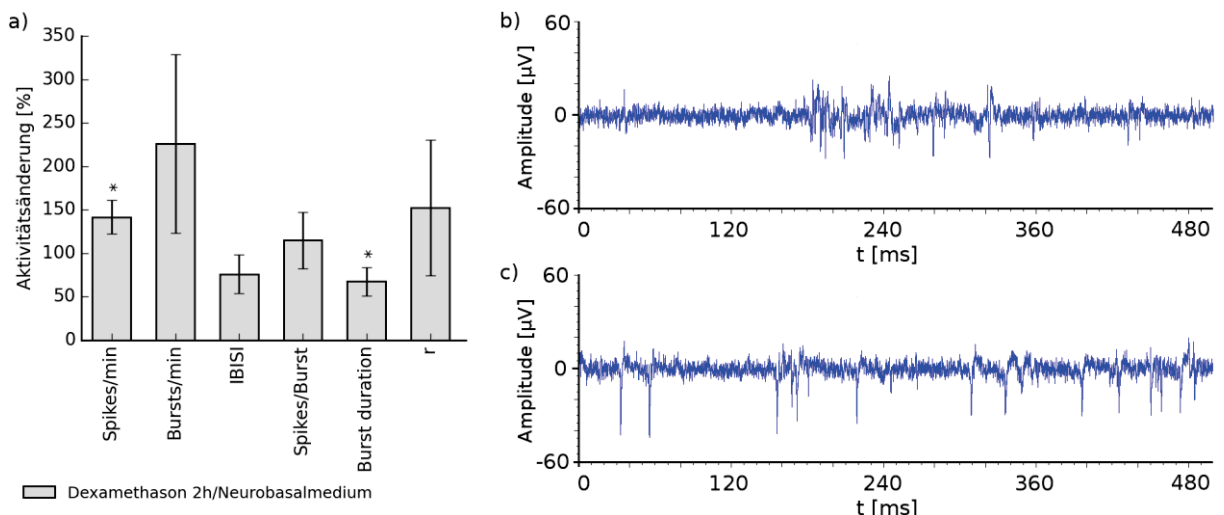 a)
Aktivitätsänderung [%]
350
300
250
200
150
100
50
0
*
*
Spikes/min
Bursts/min
IBISI
Spikes/Burst
Burst duration
r
Dexamethason 2h/Neurobasalmedium
b)
Amplitude [µV]
60
0
-60
0 120 240 360 480
t [ms]
c)
Amplitude [µV]
60
0
-60
0 120 240 360 480
t [ms]